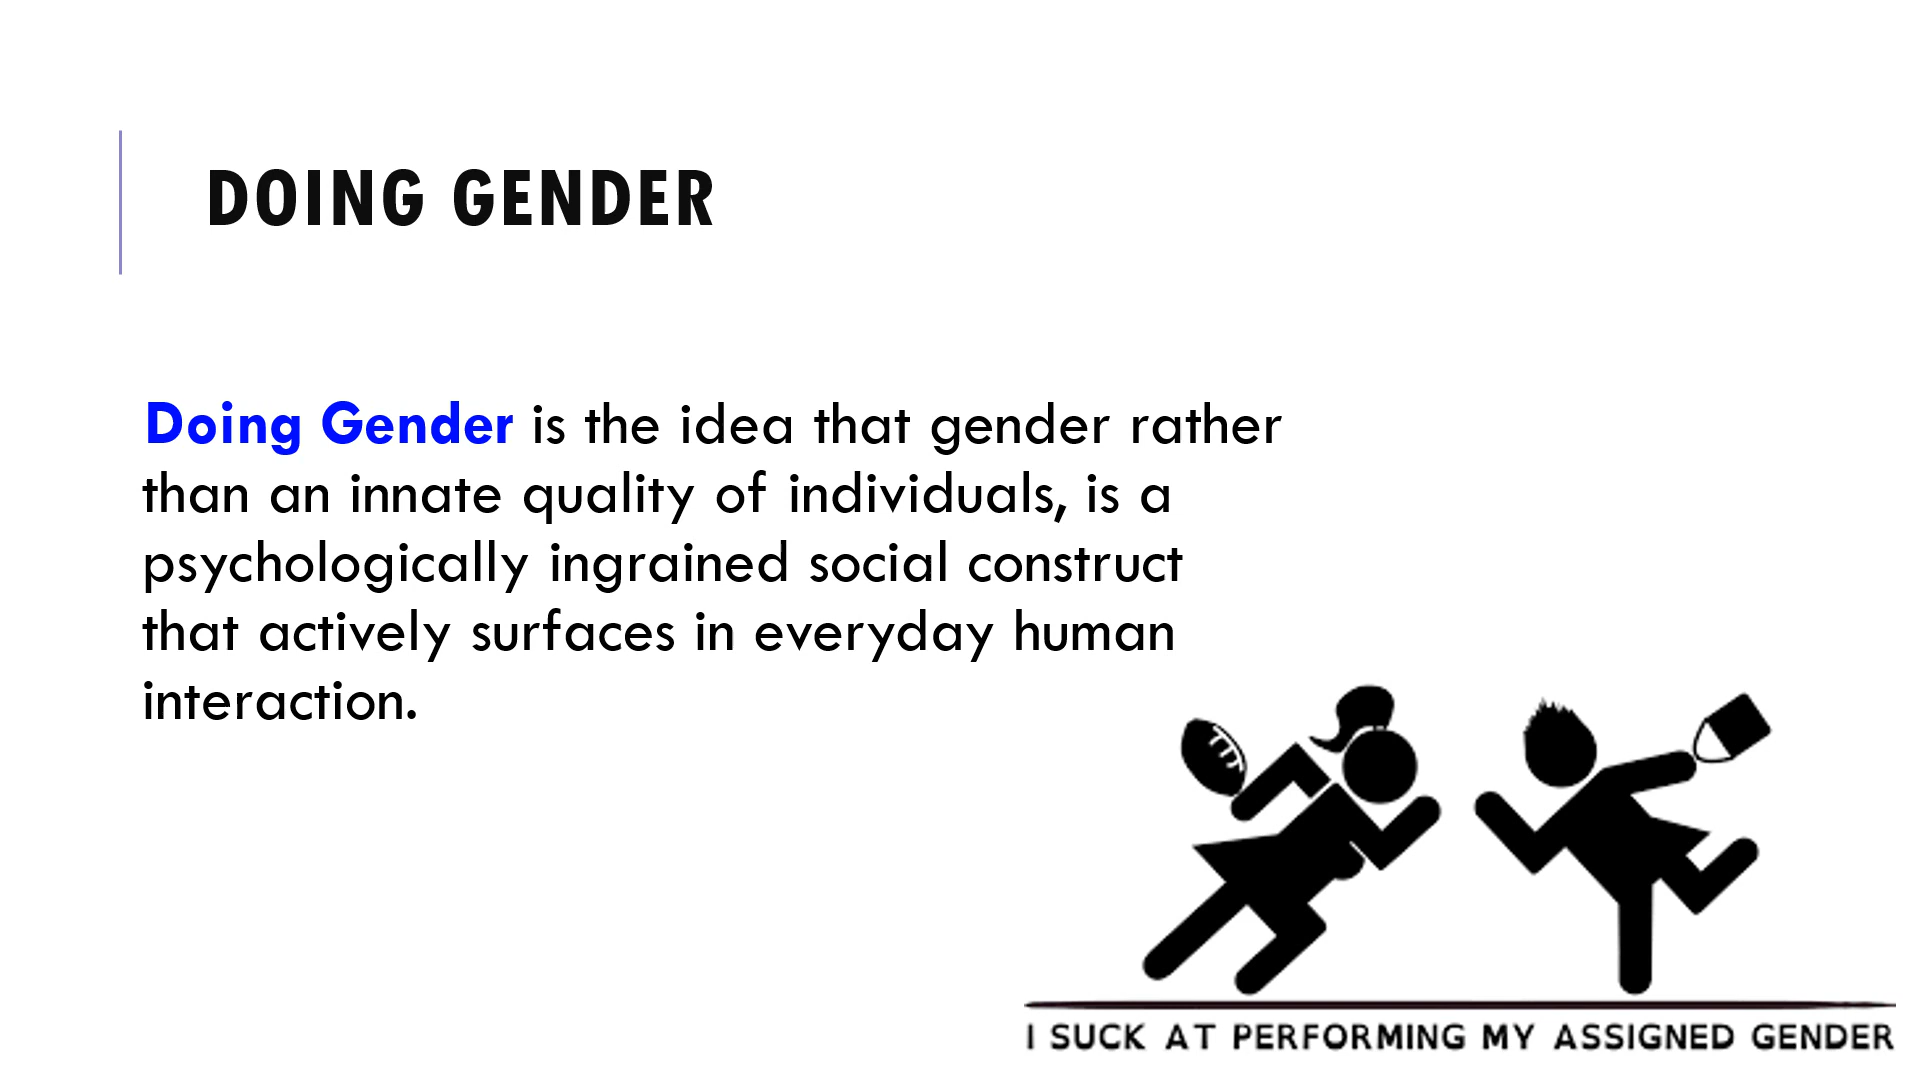 DOING GENDER
Doing Gender is the idea that gender rather
than an innate quality of individuals, is a
psychologically ingrained social construct
that actively surfaces in everyday human
interaction.
I SUCK AT PERFORMING MY ASSIGNED GENDER